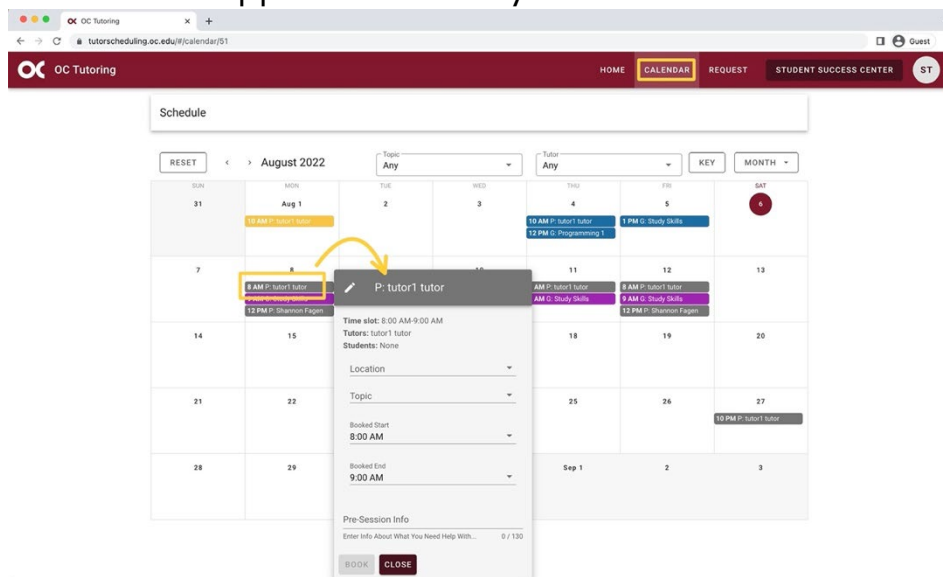 OC Tutoring
tutorscheduling.oc.edu/#/calendar/51
Guest
OC Tutoring
HOME CALENDAR REQUEST STUDENT SUCCESS CENTER ST
Schedule
RESET < > August 2022 Topic Any Tutor Any KEY MONTH
SUN MON TUE WED THU FRI SAT
31 Aug 1 2 3 4 5 6
10 AM P: tutor1 tutor 10 AM P: tutor1 tutor 1 PM G: Study Skills
12 PM G: Programming 1
7 8 10 11 12 13
8 AM P: tutor1 tutor P: tutor1 tutor AM P: tutor1 tutor 8 AM P: tutor1 tutor
9 AM G: Study Skills AM G: Study Skills 9 AM G: Study Skills
12 PM P: Shannon Fagen 12 PM P: Shannon Fagen
Time slot: 8:00 AM-9:00 AM
Tutors: tutor1 tutor
14 15 18 19 20
Students: None
Location
Topic
21 22 25 26 27
10 PM P: tutor1 tutor
Booked Start
8:00 AM
28 29 Sep 1 2 3
Booked End
9:00 AM
Pre-Session Info
Enter Info About What You Need Help With... 0 / 130
BOOK CLOSE